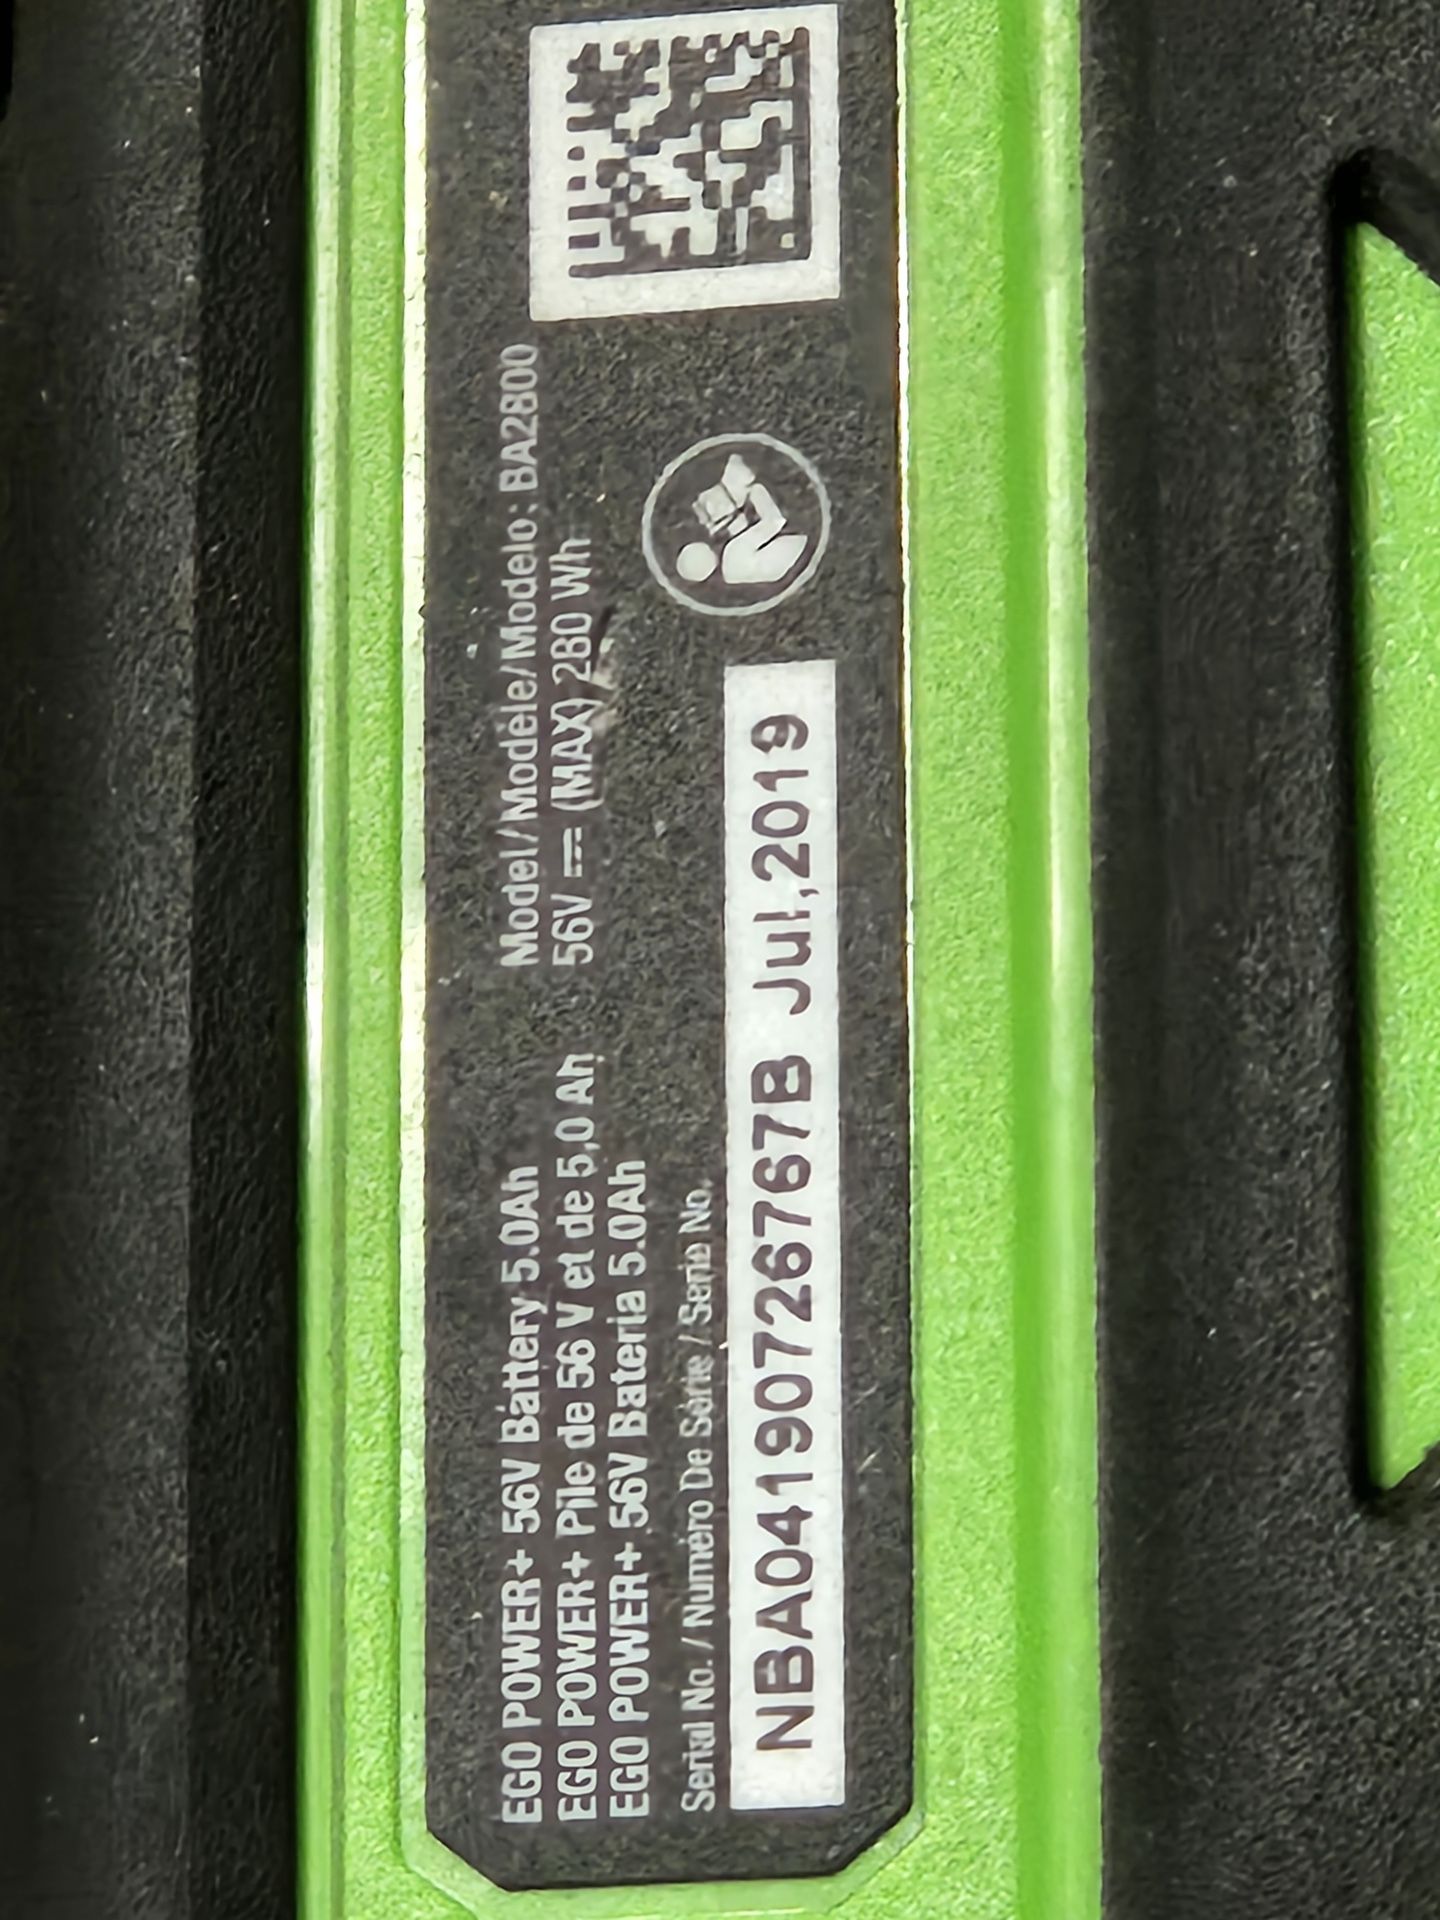 EGO POWER+ 56V Battery 5.0Ah
EGO POWER+ Pile de 56 V et de 5,0 Ah
EGO POWER+ 56V Bateria 5.0Ah
Model/Modèle/Modelo: BA2800
56V ⎓ (MAX) 280 Wh
Serial No. / Numéro De Série / Serie No.
NBA041907726767B Jul,2019